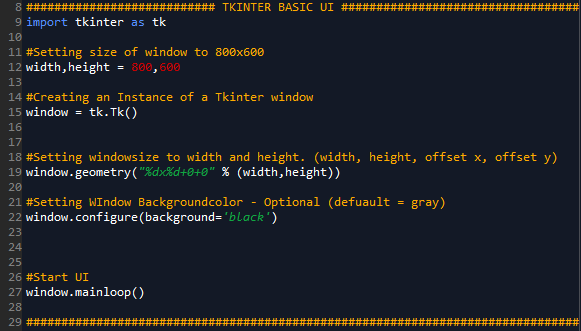 8 ############################ TKINTER BASIC UI ###################################
9 import tkinter as tk
10
11 #Setting size of window to 800x600
12 width,height = 800,600
13
14 #Creating an Instance of a Tkinter window
15 window = tk.Tk()
16
17
18 #Setting windowsize to width and height. (width, height, offset x, offset y)
19 window.geometry("%dx%d+0+0" % (width,height))
20
21 #Setting WIndow Backgroundcolor - Optional (defuault = gray)
22 window.configure(background='black')
23
24
25
26 #Start UI
27 window.mainloop()
28
29 ##################################################################################